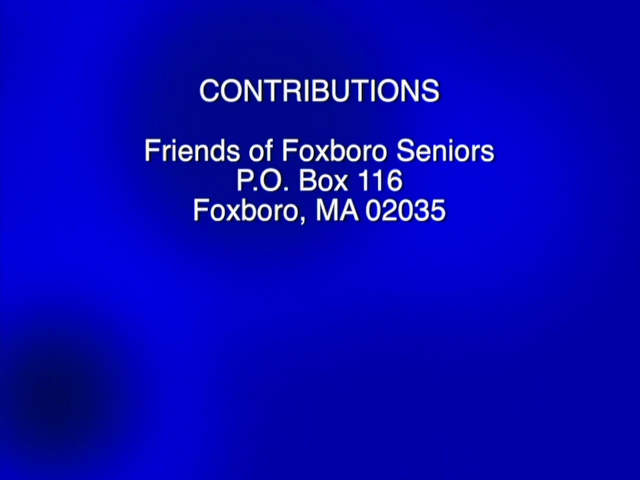 CONTRIBUTIONS
Friends of Foxboro Seniors
P.O. Box 116
Foxboro, MA 02035